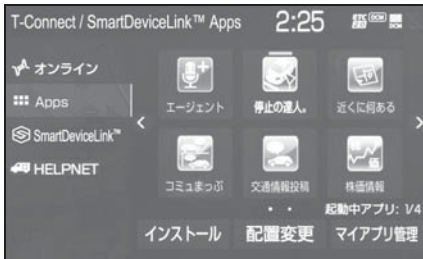 T-Connect / SmartDeviceLink™ Apps 2:25
オンライン
Apps
SmartDeviceLink™
HELPNET
エージェント 停止の達人。 近くに何ある
コミュまっぷ 交通情報投稿 株価情報
起動中アプリ: 1/4
インストール 配置変更 マイアプリ管理